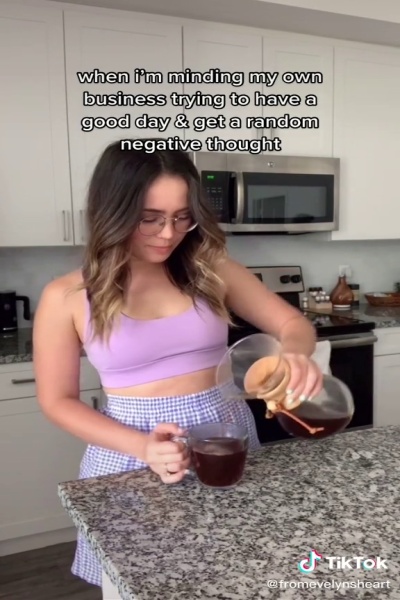 when i'm minding my own
business trying to have a
good day & get a random
negative thought
TikTok
@fromevelynsheart